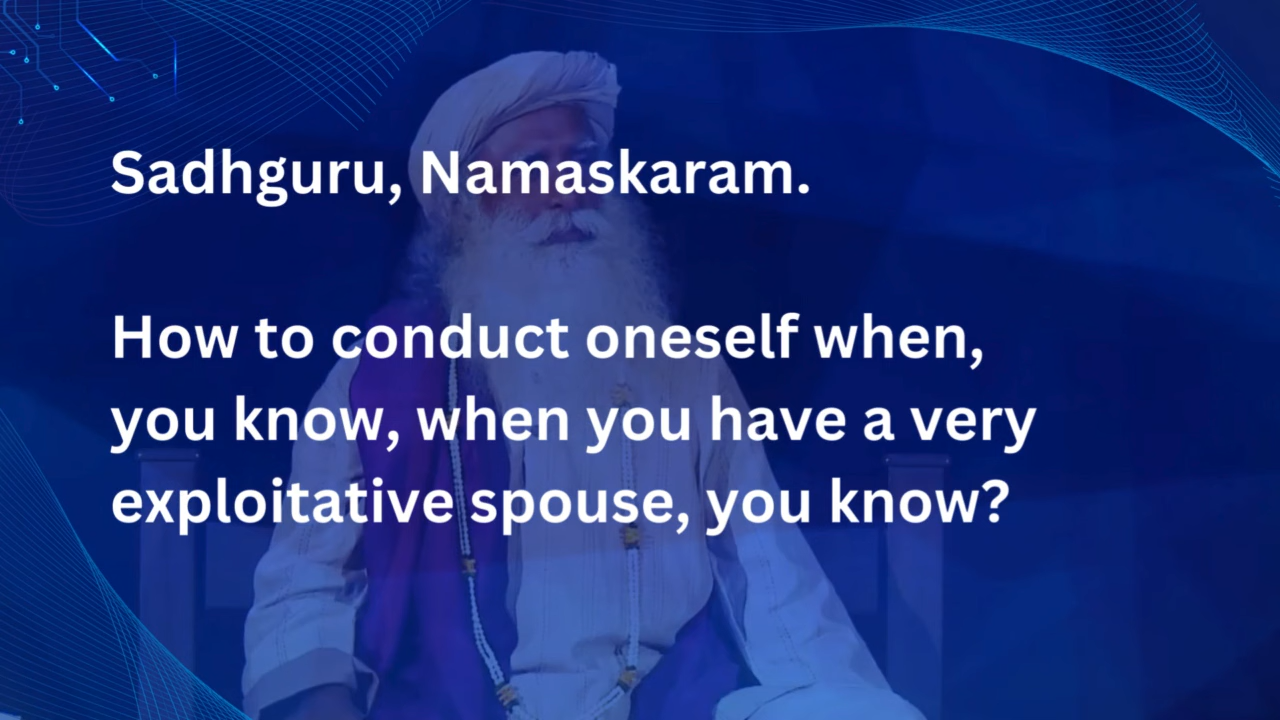 Sadhguru, Namaskaram.
How to conduct oneself when,
you know, when you have a very
exploitative spouse, you know?